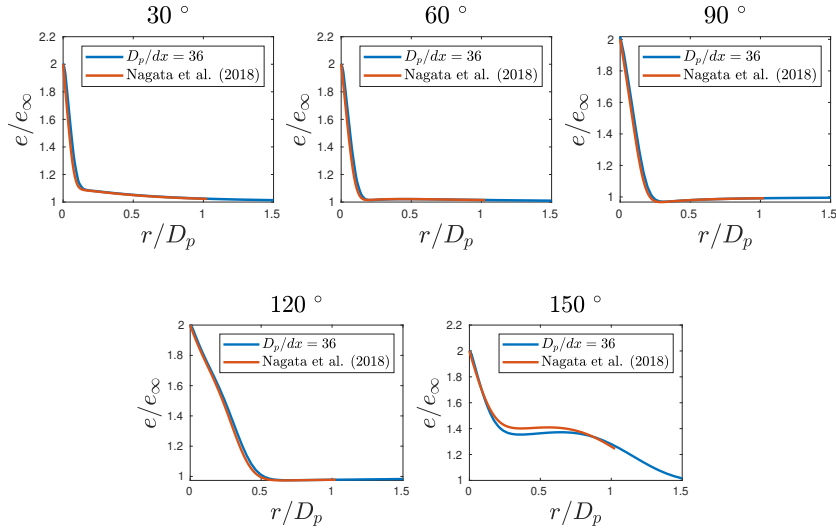 30 °
60 °
90 °
2.2
2
1.8
1.6
1.4
1.2
1
e/e∞
D_p/dx = 36
Nagata et al. (2018)
0
0.5
1
1.5
r/D_p
2.2
2
1.8
1.6
1.4
1.2
1
e/e∞
D_p/dx = 36
Nagata et al. (2018)
0
0.5
1
1.5
r/D_p
2
1.8
1.6
1.4
1.2
1
e/e∞
D_p/dx = 36
Nagata et al. (2018)
0
0.5
1
1.5
r/D_p
120 °
150 °
2
1.8
1.6
1.4
1.2
1
e/e∞
D_p/dx = 36
Nagata et al. (2018)
0
0.5
1
1.5
r/D_p
2.2
2
1.8
1.6
1.4
1.2
1
e/e∞
D_p/dx = 36
Nagata et al. (2018)
0
0.5
1
1.5
r/D_p